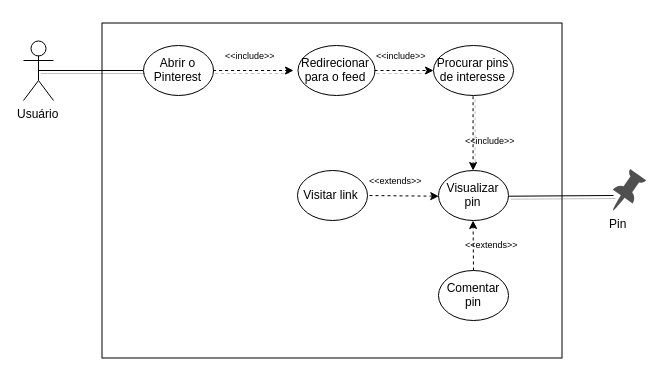 <<include>>
<<include>>
Abrir o
Pinterest
Redirecionar
para o feed
Procurar pins
de interesse
Usuário
<<include>>
<<extends>>
Visitar link
Visualizar
pin
Pin
<<extends>>
Comentar
pin